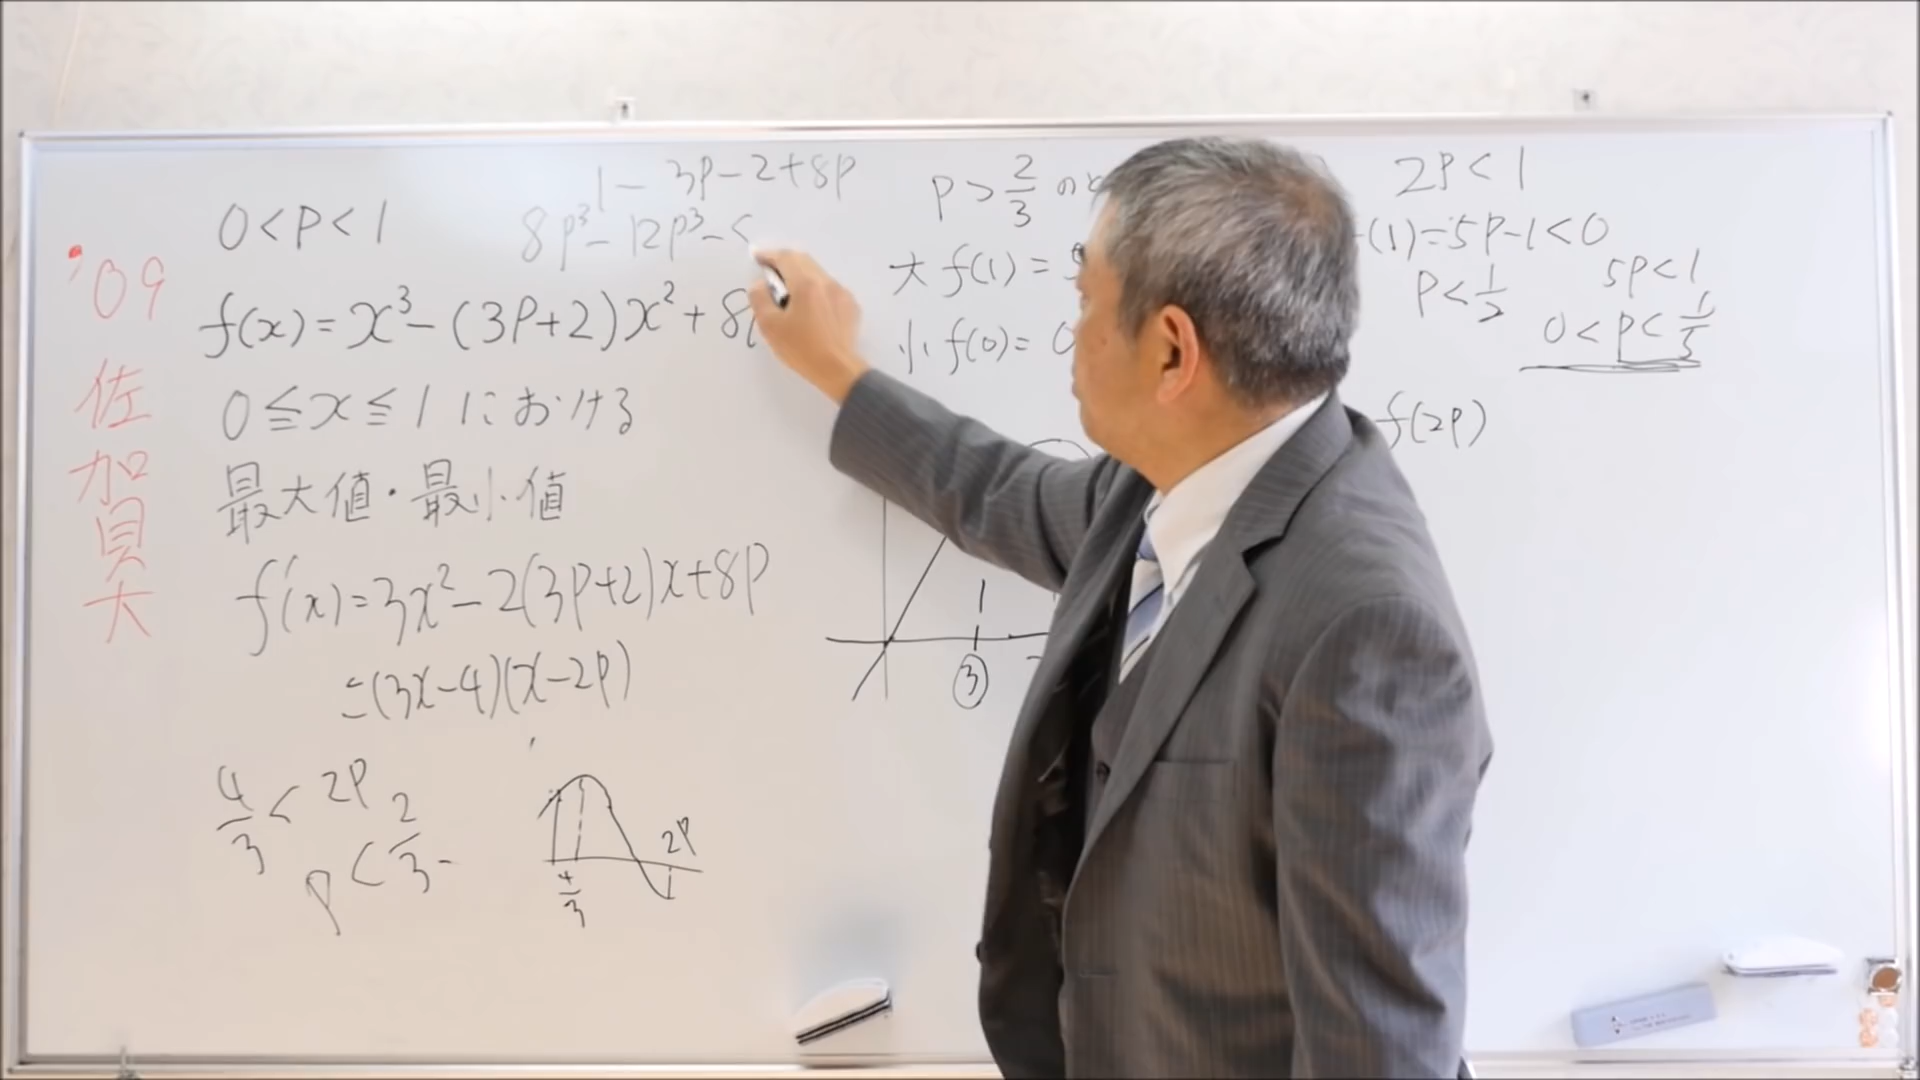 '09 佐賀大
0<P<1
f(x)=x³-(3P+2)x²+8
0≦x≦1における
最大値・最小値
f'(x)=3x²-2(3P+2)x+8P
=(3x-4)(x-2P)
4/3<2P
P<2/3
4/3
2P
1-3P-2+8P
8P³-12P³-
P>2/3 のと
大 f(1)=
小 f(0)=0
1
③
2P<1
(1)=5P-1<0
P<1/2
5P<1
0<P<1/5
f(2P)